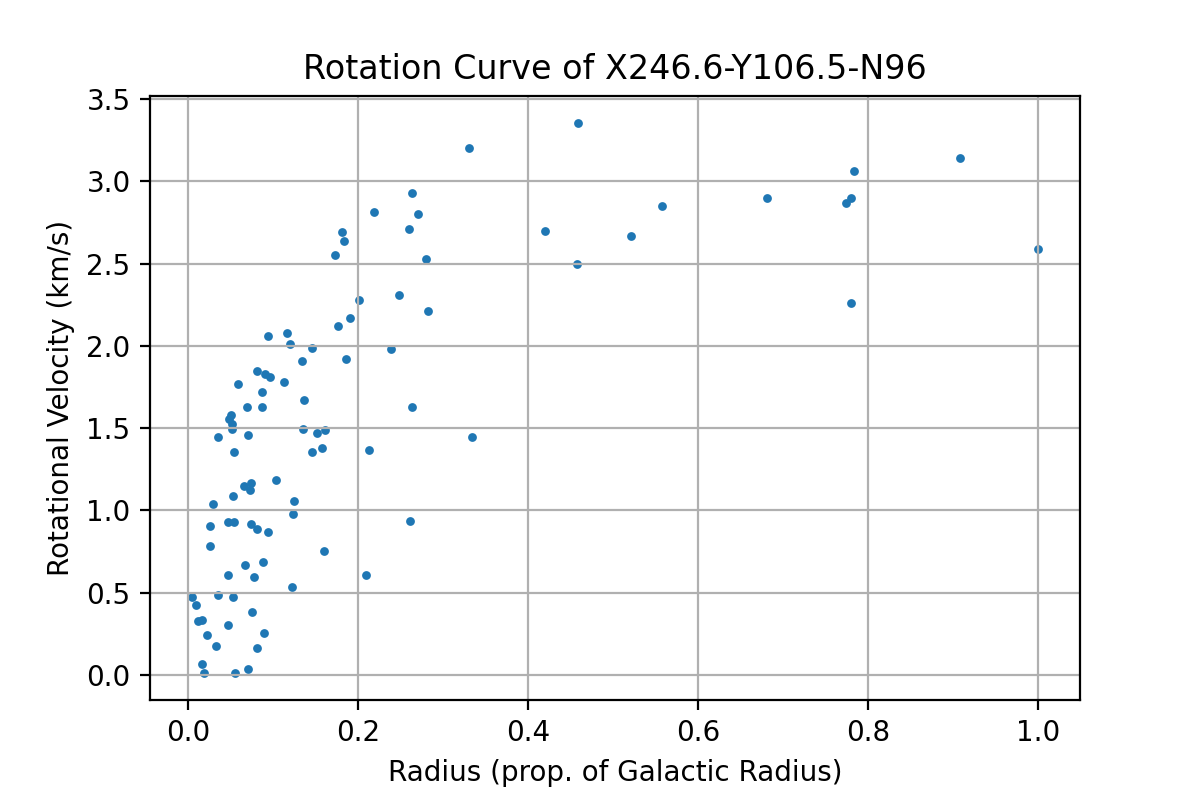 Rotation Curve of X246.6-Y106.5-N96
3.5
3.0
2.5
2.0
1.5
1.0
0.5
0.0
Rotational Velocity (km/s)
0.0 0.2 0.4 0.6 0.8 1.0
Radius (prop. of Galactic Radius)